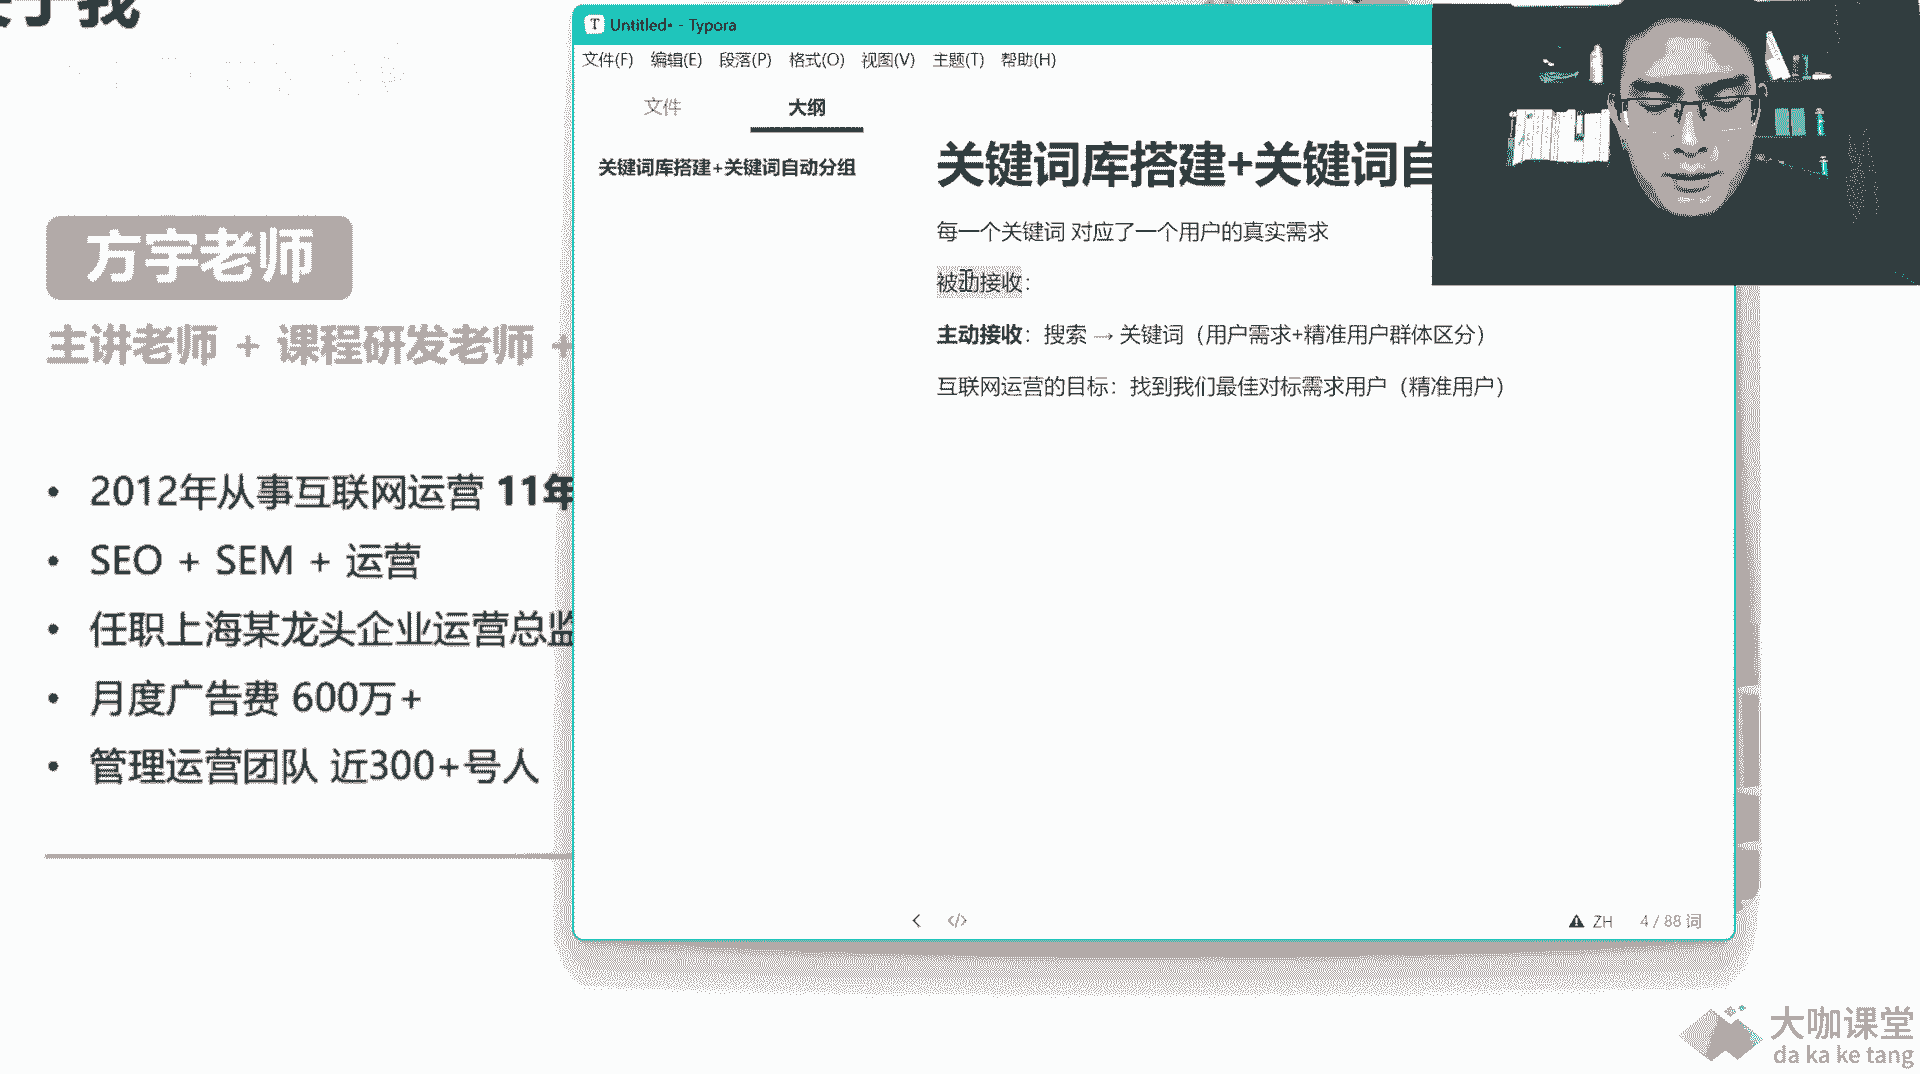 关于我
方宇老师
主讲老师 + 课程研发老师 +
• 2012年从事互联网运营 11年
• SEO + SEM + 运营
• 任职上海某龙头企业运营总监
• 月度广告费 600万+
• 管理运营团队 近300+号人
Untitled• - Typora
文件(F) 编辑(E) 段落(P) 格式(O) 视图(V) 主题(T) 帮助(H)
文件 大纲
关键词库搭建+关键词自动分组
关键词库搭建+关键词自
每一个关键词 对应了一个用户的真实需求
被动接收：
主动接收：搜索 → 关键词（用户需求+精准用户群体区分）
互联网运营的目标：找到我们最佳对标需求用户（精准用户）
ZH 4 / 88 词
大咖课堂
da ka ke tang